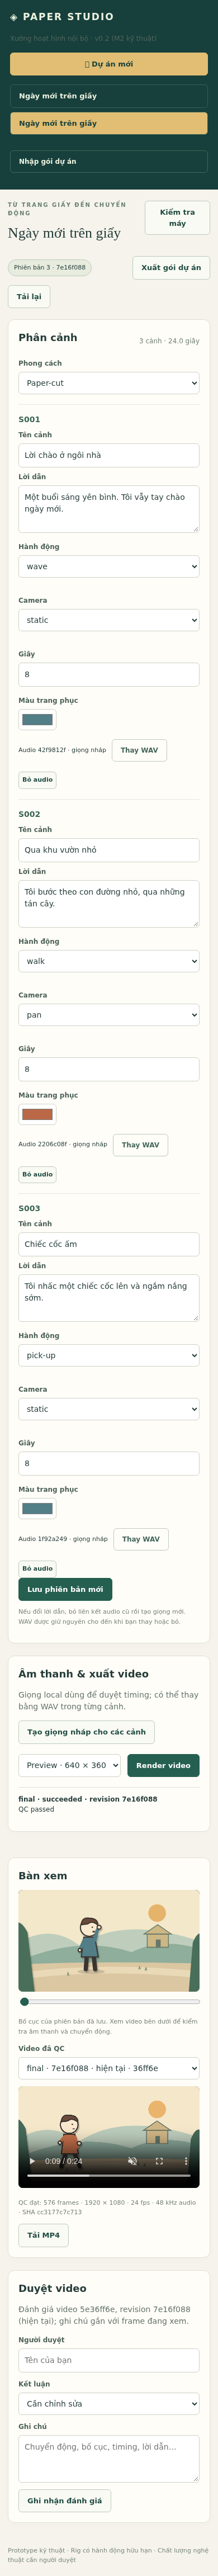 ◈ PAPER STUDIO
Xưởng hoạt hình nội bộ · v0.2 (M2 kỹ thuật)
Dự án mới
Ngày mới trên giấy
Ngày mới trên giấy
Nhập gói dự án
TỪ TRANG GIẤY ĐẾN CHUYỂN
ĐỘNG
Ngày mới trên giấy
Kiểm tra
máy
Phiên bản 3 · 7e16f088
Xuất gói dự án
Tải lại
Phân cảnh
3 cảnh · 24.0 giây
Phong cách
Paper-cut
S001
Tên cảnh
Lời chào ở ngôi nhà
Lời dẫn
Một buổi sáng yên bình. Tôi vẫy tay chào
ngày mới.
Hành động
wave
Camera
static
Giây
8
Màu trang phục
Audio 42f9812f · giọng nháp
Thay WAV
Bỏ audio
S002
Tên cảnh
Qua khu vườn nhỏ
Lời dẫn
Tôi bước theo con đường nhỏ, qua những
tán cây.
Hành động
walk
Camera
pan
Giây
8
Màu trang phục
Audio 2206c08f · giọng nháp
Thay WAV
Bỏ audio
S003
Tên cảnh
Chiếc cốc ấm
Lời dẫn
Tôi nhấc một chiếc cốc lên và ngắm nắng
sớm.
Hành động
pick-up
Camera
static
Giây
8
Màu trang phục
Audio 1f92a249 · giọng nháp
Thay WAV
Bỏ audio
Lưu phiên bản mới
Nếu đổi lời dẫn, bỏ liên kết audio cũ rồi tạo giọng mới.
WAV được giữ nguyên cho đến khi bạn thay hoặc bỏ.
Âm thanh & xuất video
Giọng local dùng để duyệt timing; có thể thay
bằng WAV trong từng cảnh.
Tạo giọng nháp cho các cảnh
Preview · 640 × 360
Render video
final · succeeded · revision 7e16f088
QC passed
Bàn xem
Bố cục của phiên bản đã lưu. Xem video bên dưới để kiểm
tra âm thanh và chuyển động.
Video đã QC
final · 7e16f088 · hiện tại · 36ff6e
0:09 / 0:24
QC đạt: 576 frames · 1920 × 1080 · 24 fps · 48 kHz audio
· SHA cc3177c7c713
Tải MP4
Duyệt video
Đánh giá video 5e36ff6e, revision 7e16f088
(hiện tại); ghi chú gắn với frame đang xem.
Người duyệt
Tên của bạn
Kết luận
Cần chỉnh sửa
Ghi chú
Chuyển động, bố cục, timing, lời dẫn...
Ghi nhận đánh giá
Prototype kỹ thuật · Rig có hành động hữu hạn · Chất lượng nghệ
thuật cần người duyệt